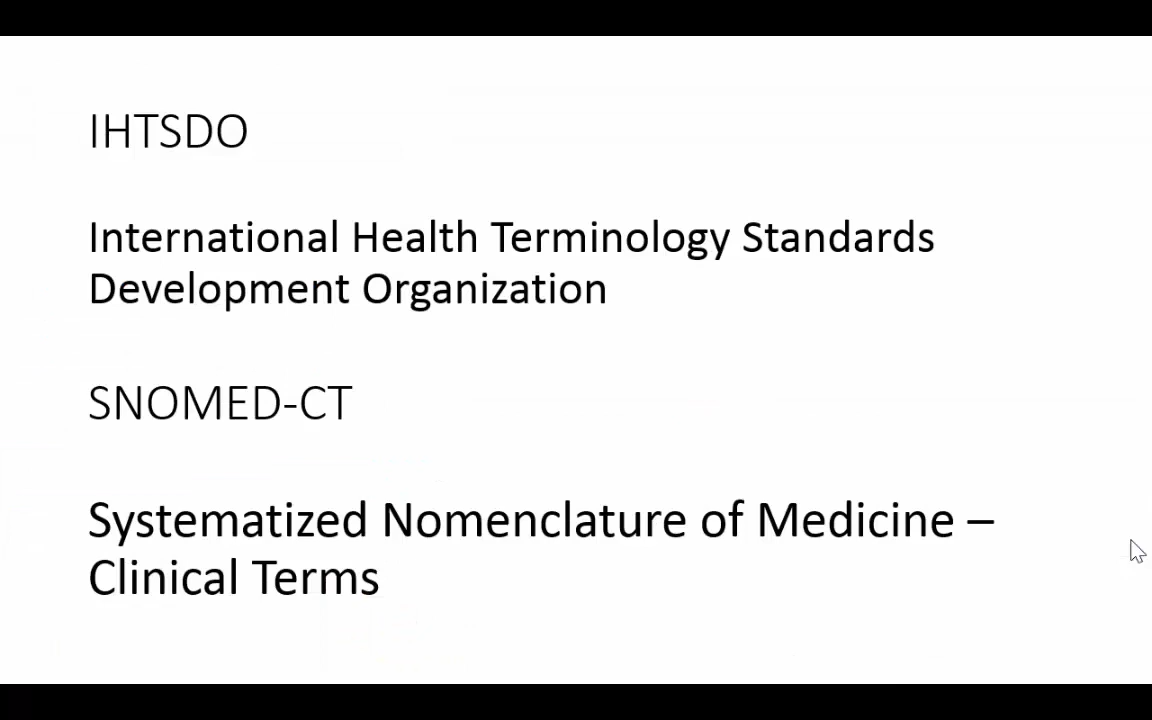 IHTSDO
International Health Terminology Standards
Development Organization
SNOMED-CT
Systematized Nomenclature of Medicine –
Clinical Terms